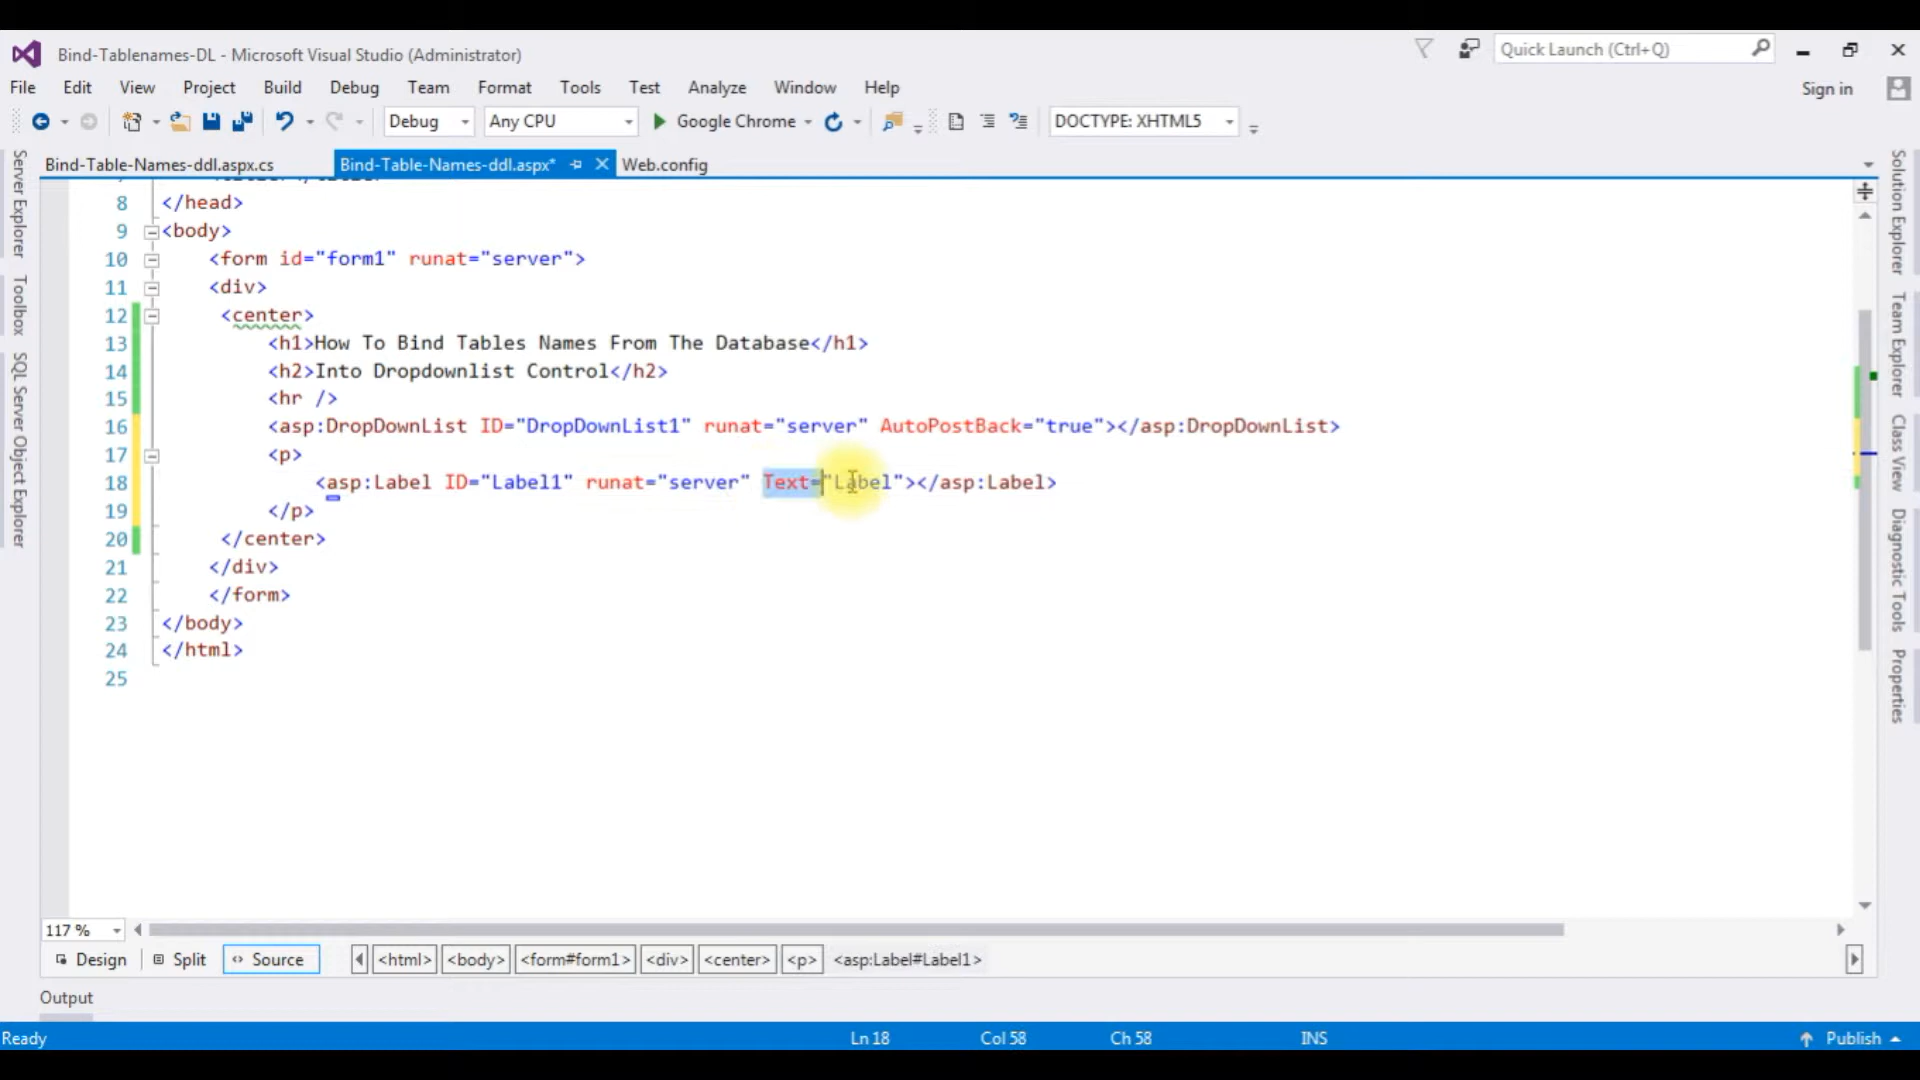 Bind-Tablenames-DL - Microsoft Visual Studio (Administrator)
Quick Launch (Ctrl+Q)
File Edit View Project Build Debug Team Format Tools Test Analyze Window Help
Sign in
Debug Any CPU Google Chrome DOCTYPE: XHTML5
Bind-Table-Names-ddl.aspx.cs Bind-Table-Names-ddl.aspx* Web.config
Server Explorer
Toolbox
SQL Server Object Explorer
8 </head>
9 <body>
10 <form id="form1" runat="server">
11 <div>
12 <center>
13 <h1>How To Bind Tables Names From The Database</h1>
14 <h2>Into Dropdownlist Control</h2>
15 <hr />
16 <asp:DropDownList ID="DropDownList1" runat="server" AutoPostBack="true"></asp:DropDownList>
17 <p>
18 <asp:Label ID="Label1" runat="server" Text="Label"></asp:Label>
19 </p>
20 </center>
21 </div>
22 </form>
23 </body>
24 </html>
25
Solution Explorer
Team Explorer
Class View
Diagnostic Tools
Properties
117 %
Design Split Source <html> <body> <form#form1> <div> <center> <p> <asp:Label#Label1>
Output
Ready Ln 18 Col 58 Ch 58 INS Publish